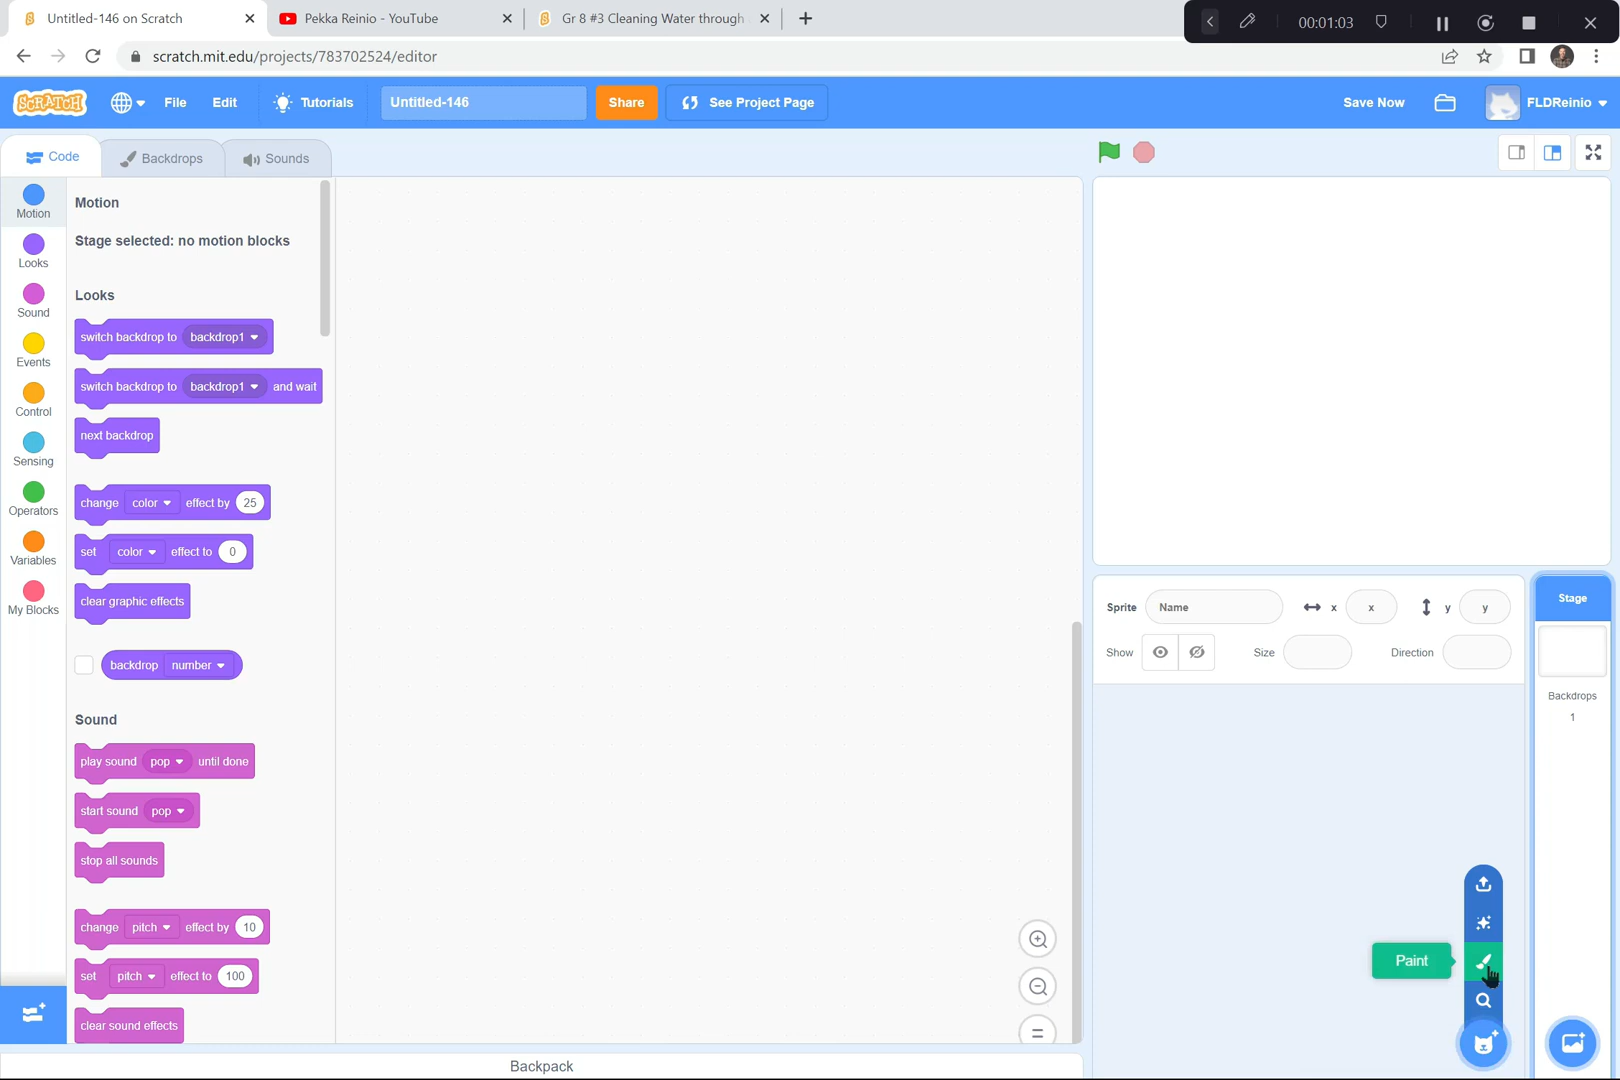 Untitled-146 on Scratch
Pekka Reinio - YouTube
Gr 8 #3 Cleaning Water through
00:01:03
scratch.mit.edu/projects/783702524/editor
SCRATCH
File
Edit
Tutorials
Untitled-146
Share
See Project Page
Save Now
FLDReinio
Code
Backdrops
Sounds
Motion
Looks
Sound
Events
Control
Sensing
Operators
Variables
My Blocks
Motion
Stage selected: no motion blocks
Looks
switch backdrop to backdrop1
switch backdrop to backdrop1 and wait
next backdrop
change color effect by 25
set color effect to 0
clear graphic effects
backdrop number
Sound
play sound pop until done
start sound pop
stop all sounds
change pitch effect by 10
set pitch effect to 100
clear sound effects
Backpack
Sprite Name x x y y
Show Size Direction
Paint
Stage
Backdrops
1